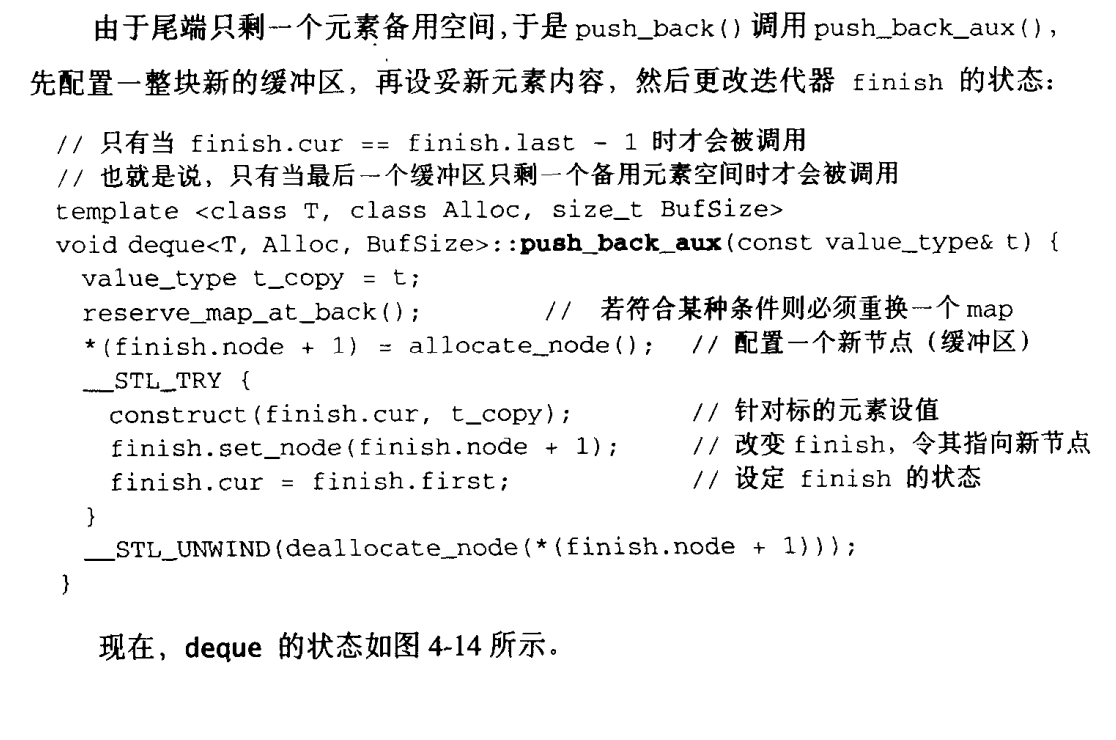 由于尾端只剩一个元素备用空间,于是 push_back() 调用 push_back_aux(),
先配置一整块新的缓冲区，再设妥新元素内容，然后更改迭代器 finish 的状态：
// 只有当 finish.cur == finish.last - 1 时才会被调用
// 也就是说，只有当最后一个缓冲区只剩一个备用元素空间时才会被调用
template <class T, class Alloc, size_t BufSize>
void deque<T, Alloc, BufSize>::push_back_aux(const value_type& t) {
  value_type t_copy = t;
  reserve_map_at_back();          // 若符合某种条件则必须重换一个 map
  *(finish.node + 1) = allocate_node();  // 配置一个新节点（缓冲区）
  __STL_TRY {
    construct(finish.cur, t_copy);         // 针对标的元素设值
    finish.set_node(finish.node + 1);     // 改变 finish，令其指向新节点
    finish.cur = finish.first;            // 设定 finish 的状态
  }
  __STL_UNWIND(deallocate_node(*(finish.node + 1)));
}
现在，deque 的状态如图 4-14 所示。